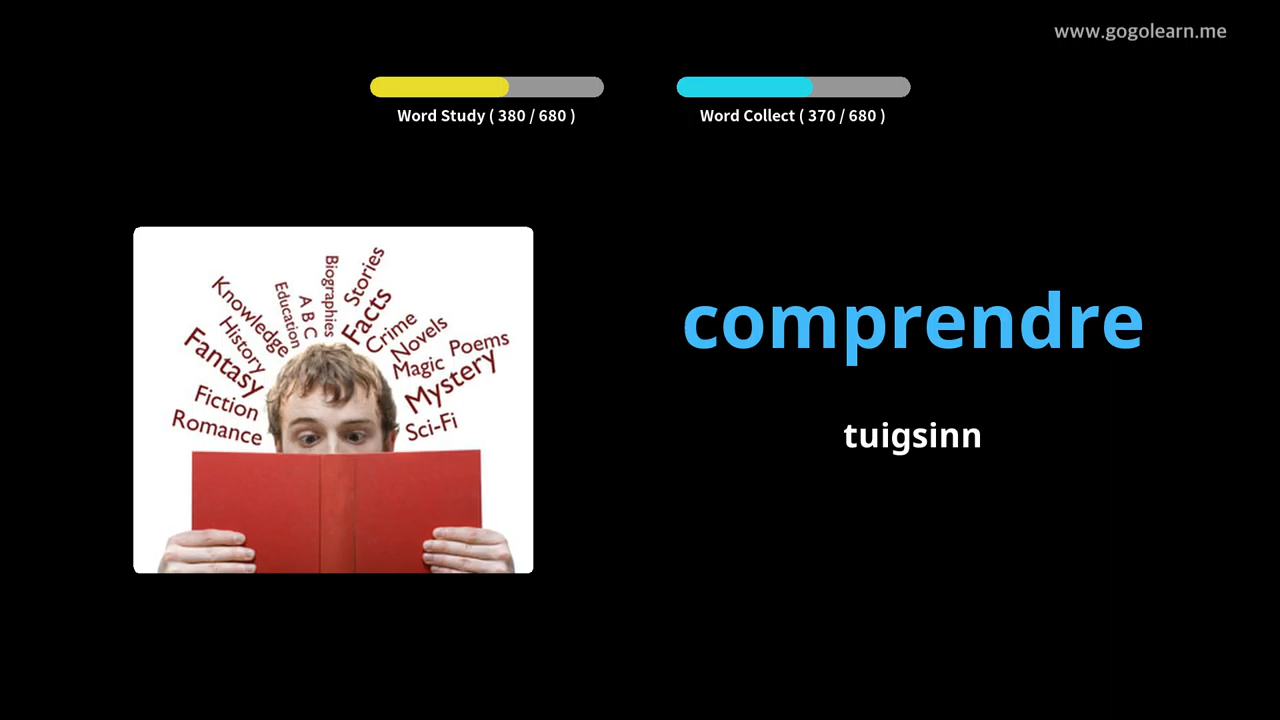 www.gogolearn.me
Word Study ( 380 / 680 )
Word Collect ( 370 / 680 )
Stories
Biographies
Facts
A B C
Education
Knowledge
Crime
Novels
History
Poems
Fantasy
Magic
Mystery
Fiction
Romance
Sci-Fi
comprendre
tuigsinn